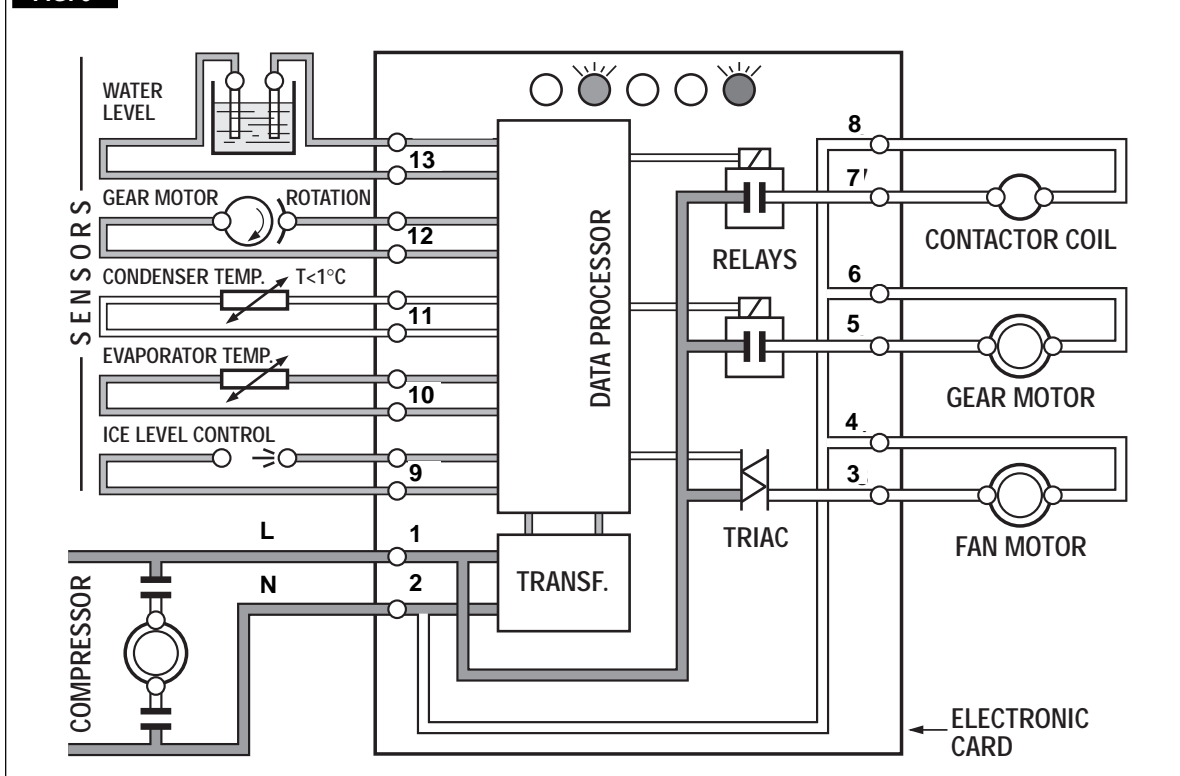 WATER
LEVEL
13
GEAR MOTOR ROTATION
12
CONDENSER TEMP. T<1°C
11
EVAPORATOR TEMP.
10
ICE LEVEL CONTROL
9
SENSORS
L
1
N
2
COMPRESSOR
DATA PROCESSOR
TRANSF.
RELAYS
TRIAC
8
7
CONTACTOR COIL
6
5
GEAR MOTOR
4
3
FAN MOTOR
ELECTRONIC
CARD